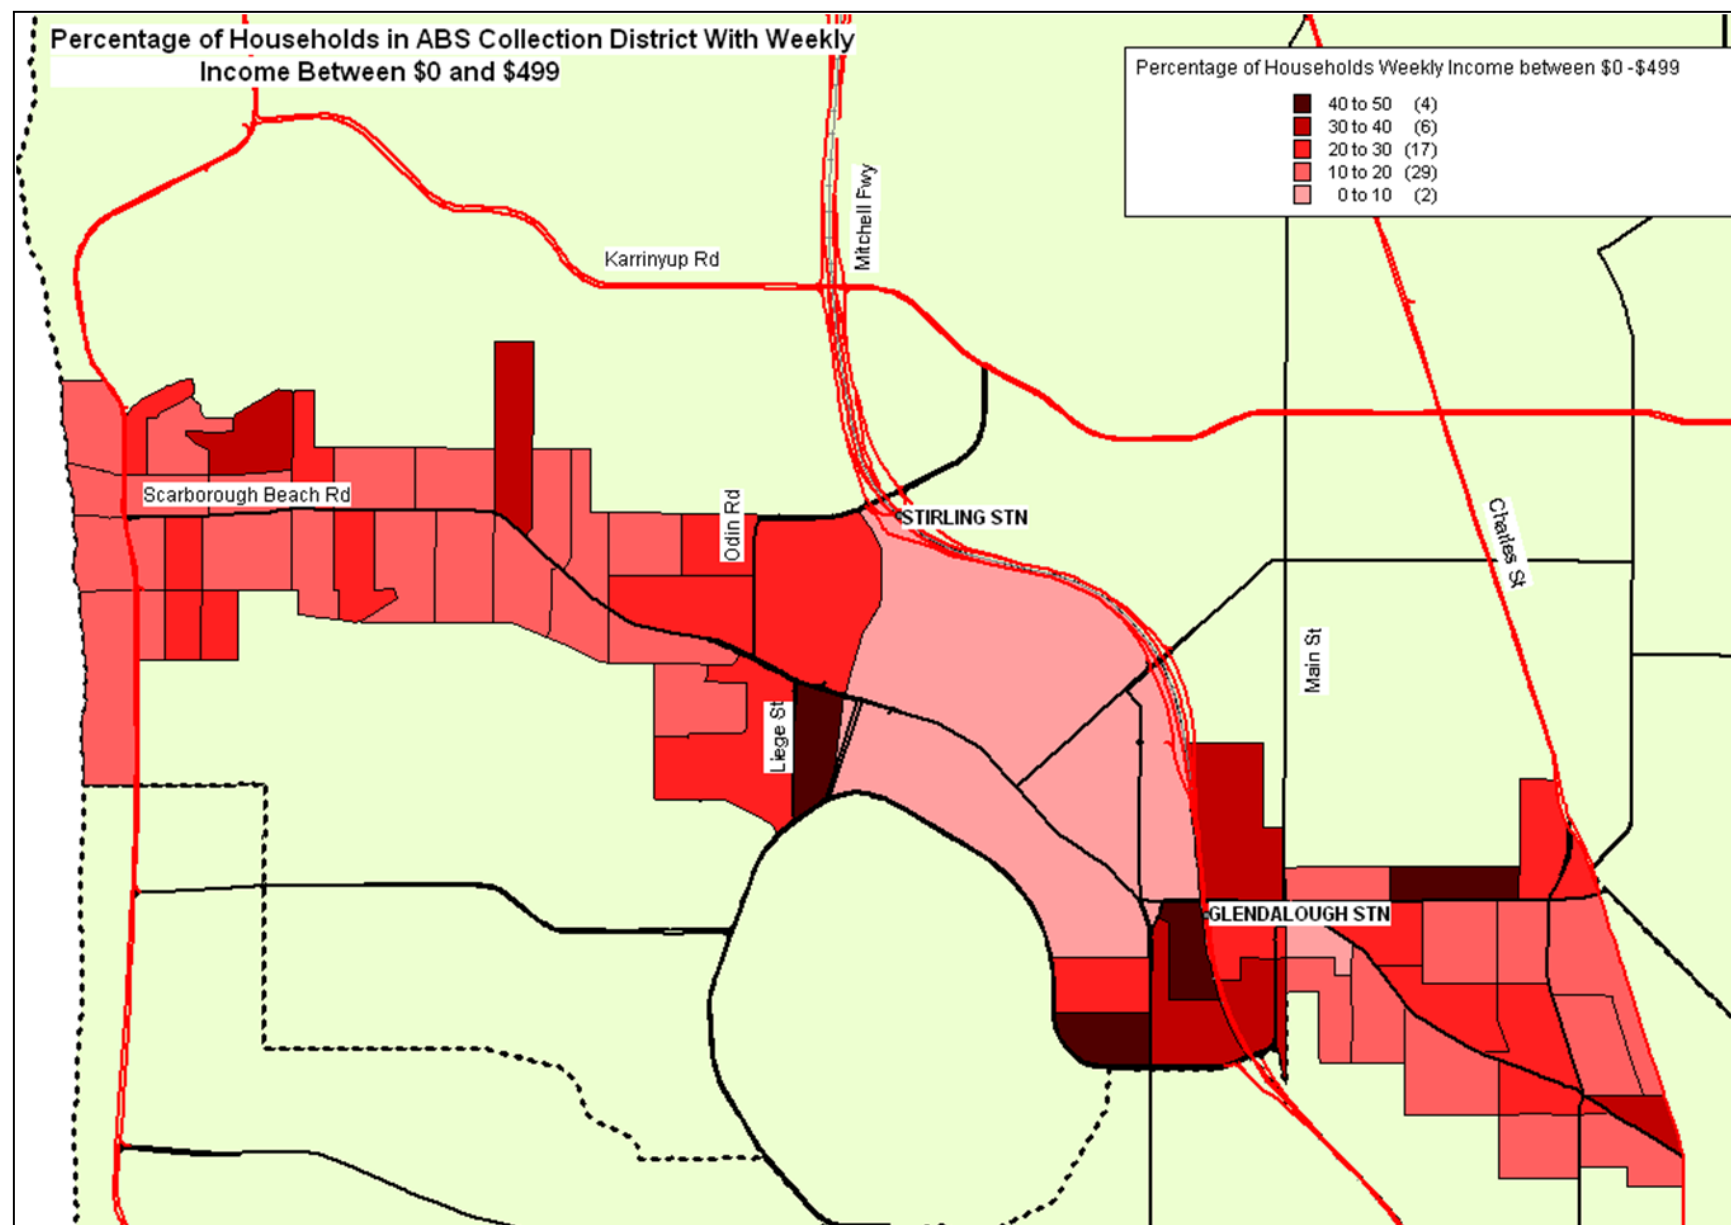 Percentage of Households in ABS Collection District With Weekly
Income Between $0 and $499
Percentage of Households Weekly Income between $0 -$499
40 to 50 (4)
30 to 40 (6)
20 to 30 (17)
10 to 20 (29)
0 to 10 (2)
Mitchell Fwy
Karrinyup Rd
Scarborough Beach Rd
Odin Rd
STIRLING STN
Charles St
Main St
Liege St
GLENDALOUGH STN